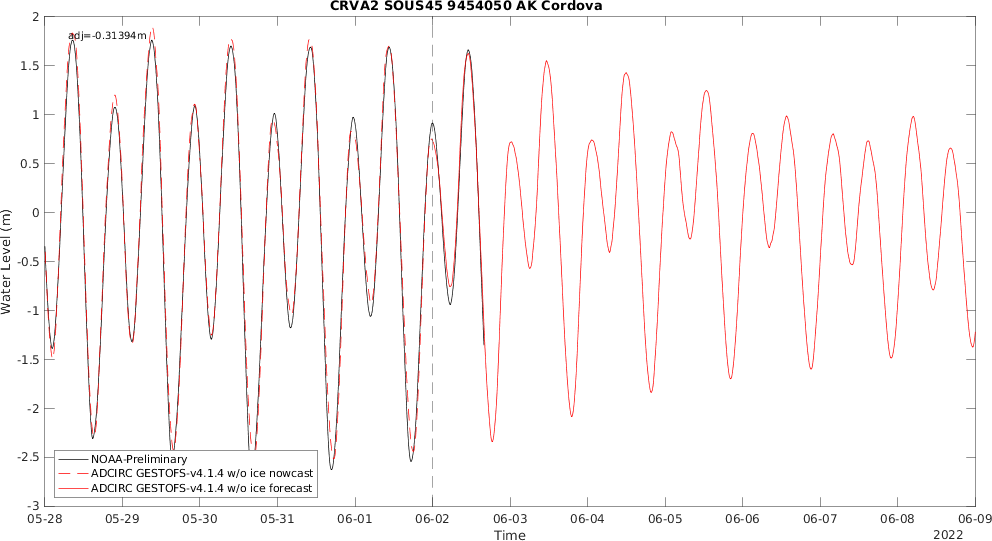 CRVA2 SOUS45 9454050 AK Cordova
adj=-0.31394m
Water Level (m)
2
1.5
1
0.5
0
-0.5
-1
-1.5
-2
-2.5
-3
NOAA-Preliminary
ADCIRC GESTOFS-v4.1.4 w/o ice nowcast
ADCIRC GESTOFS-v4.1.4 w/o ice forecast
05-28 05-29 05-30 05-31 06-01 06-02 06-03 06-04 06-05 06-06 06-07 06-08 06-09
Time
2022